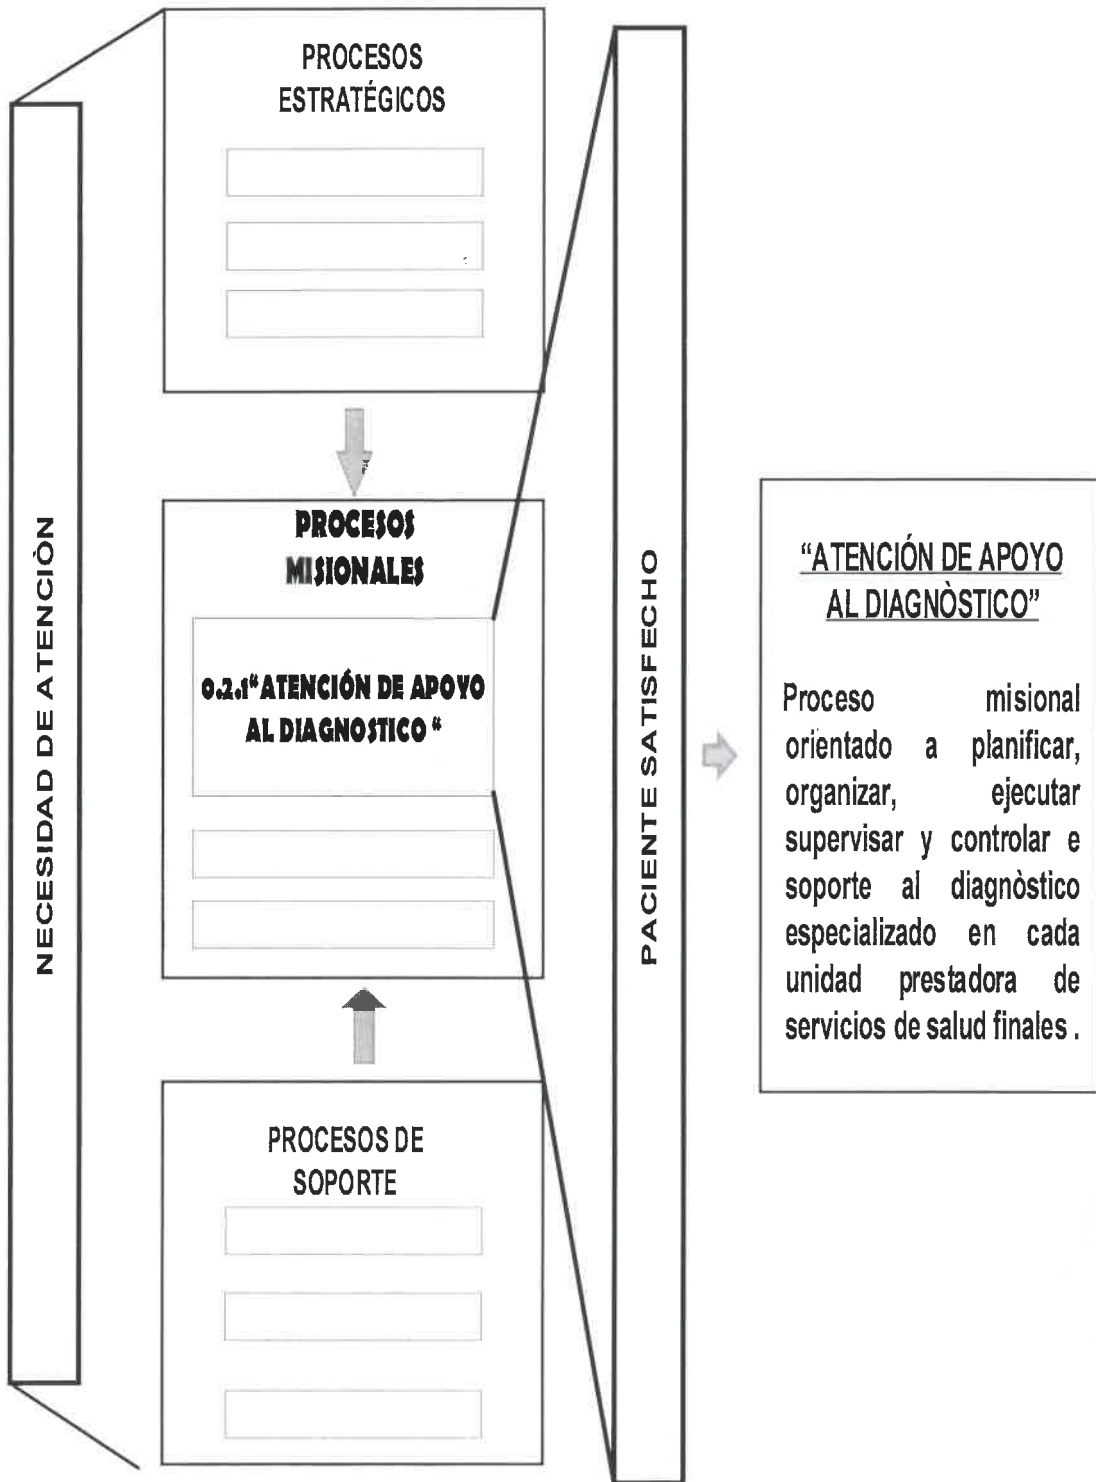 NECESIDAD DE ATENCIÒN
PROCESOS
ESTRATÉGICOS
PROCESOS
MISIONALES
0.2.1“ATENCIÓN DE APOYO
AL DIAGNOSTICO “
PROCESOS DE
SOPORTE
PACIENTE SATISFECHO
“ATENCIÓN DE APOYO
AL DIAGNÒSTICO”
Proceso misional
orientado a planificar,
organizar, ejecutar
supervisar y controlar e
soporte al diagnòstico
especializado en cada
unidad prestadora de
servicios de salud finales .